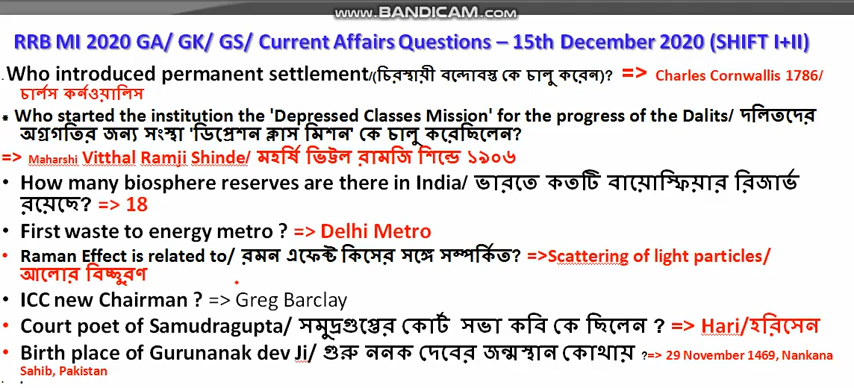 www.BANDICAM.com
RRB MI 2020 GA/ GK/ GS/ Current Affairs Questions – 15th December 2020 (SHIFT I+II)
. Who introduced permanent settlement/(চিরস্থায়ী বন্দোবস্ত কে চালু করেন)? => Charles Cornwallis 1786/
চার্লস কর্নওয়ালিস
• Who started the institution the 'Depressed Classes Mission' for the progress of the Dalits/ দলিতদের
অগ্রগতির জন্য সংস্থা 'ডিপ্রেশন ক্লাস মিশন কে চালু করেছিলেন?
=> Maharshi Vitthal Ramji Shinde/ মহর্ষি ভিট্টল রামজি শিন্ডে ১৯০৬
• How many biosphere reserves are there in India/ ভারতে কতটি বায়োস্ফিয়ার রিজার্ভ
রয়েছে? => 18
• First waste to energy metro ? => Delhi Metro
• Raman Effect is related to/ রমন এফেক্ট কিসের সঙ্গে সম্পর্কিত? =>Scattering of light particles/
আলোর বিচ্ছুরণ
• ICC new Chairman ? => Greg Barclay
• Court poet of Samudragupta/ সমুদ্রগুপ্তের কোর্ট সভা কবি কে ছিলেন ? => Hari/হরিসেন
• Birth place of Gurunanak dev Ji/ গুরু ননক দেবের জন্মস্থান কোথায় ?=> 29 November 1469, Nankana
Sahib, Pakistan